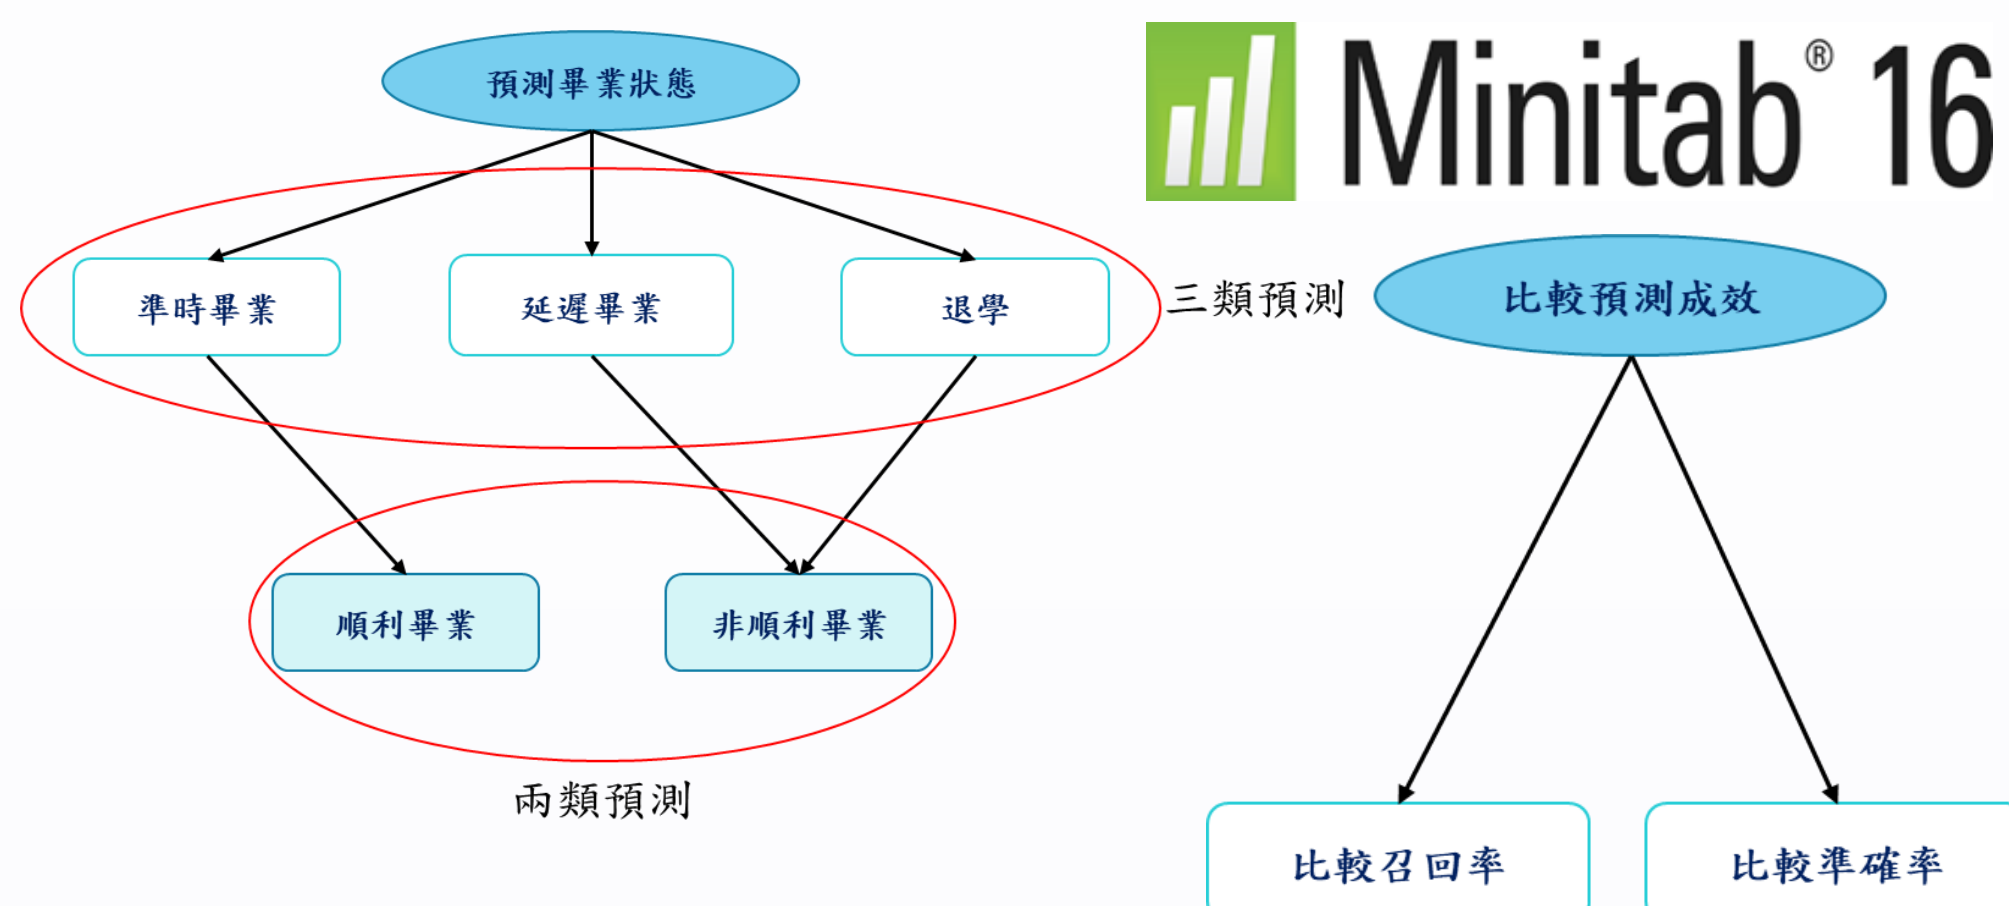 預測畢業狀態
準時畢業
延遲畢業
退學
三類預測
順利畢業
非順利畢業
兩類預測
Minitab® 16
比較預測成效
比較召回率
比較準確率